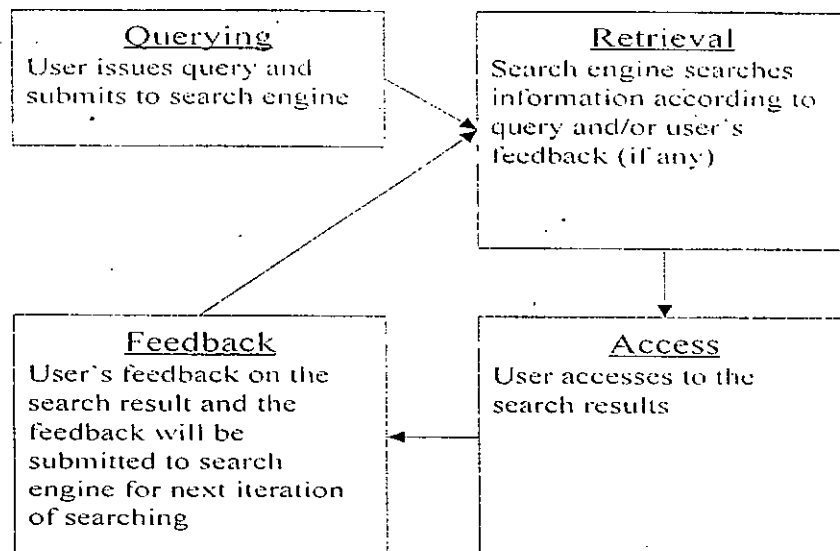 Querying
User issues query and
submits to search engine
Retrieval
Search engine searches
information according to
query and/or user's
feedback (if any)
Feedback
User's feedback on the
search result and the
feedback will be
submitted to search
engine for next iteration
of searching
Access
User accesses to the
search results